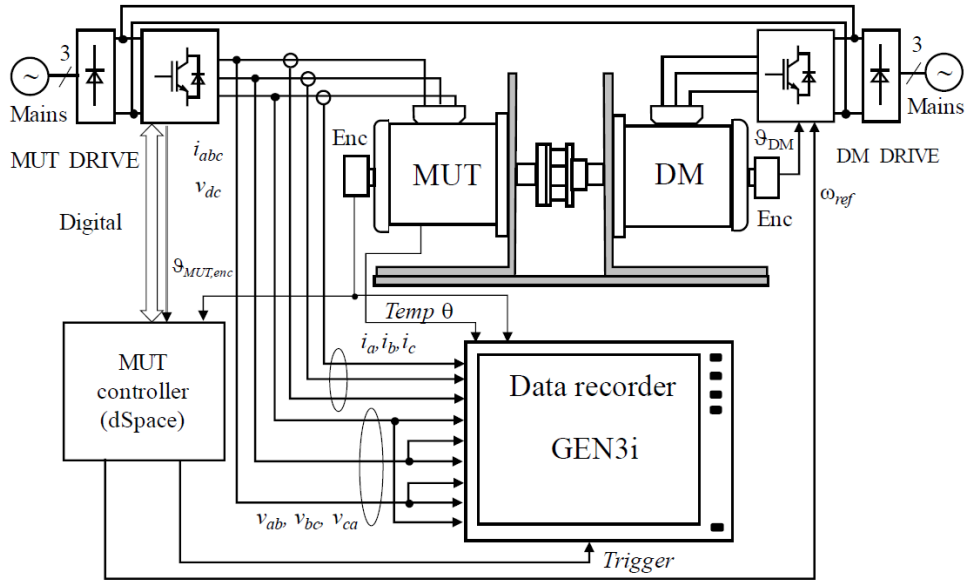 3
Mains
MUT DRIVE
Digital
i_abc
v_dc
ϑ_MUT,enc
Enc
MUT
DM
ϑ_DM
Enc
3
Mains
DM DRIVE
ω_ref
Temp θ
i_a, i_b, i_c
MUT
controller
(dSpace)
Data recorder
GEN3i
v_ab, v_bc, v_ca
Trigger